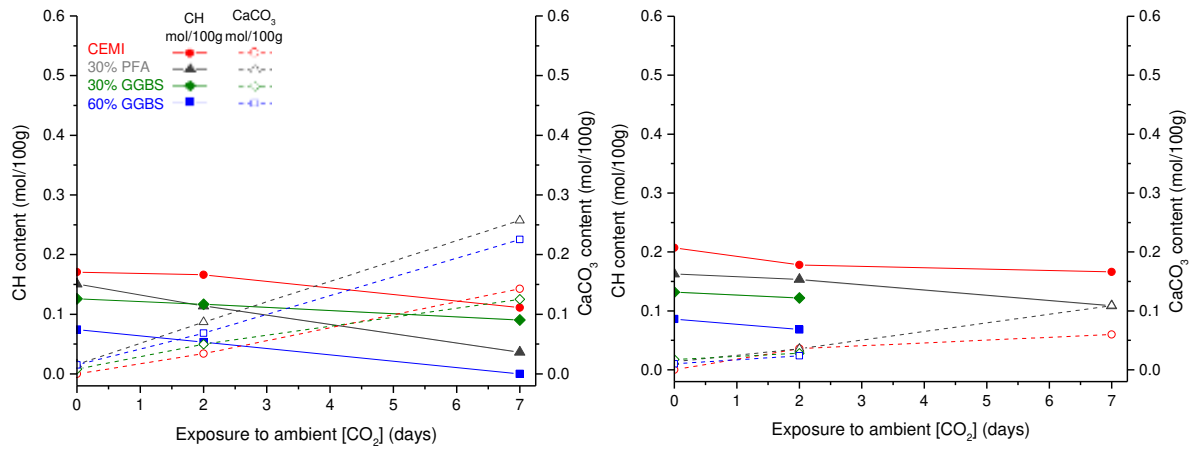 CH CaCO3
mol/100g mol/100g
CEMI
30% PFA
30% GGBS
60% GGBS
CH content (mol/100g)
0.6
0.5
0.4
0.3
0.2
0.1
0.0
0 1 2 3 4 5 6 7
Exposure to ambient [CO2] (days)
0.6
0.5
0.4
0.3
0.2
0.1
0.0
CaCO3 content (mol/100g)
CH content (mol/100g)
0.6
0.5
0.4
0.3
0.2
0.1
0.0
0 1 2 3 4 5 6 7
Exposure to ambient [CO2] (days)
0.6
0.5
0.4
0.3
0.2
0.1
0.0
CaCO3 content (mol/100g)